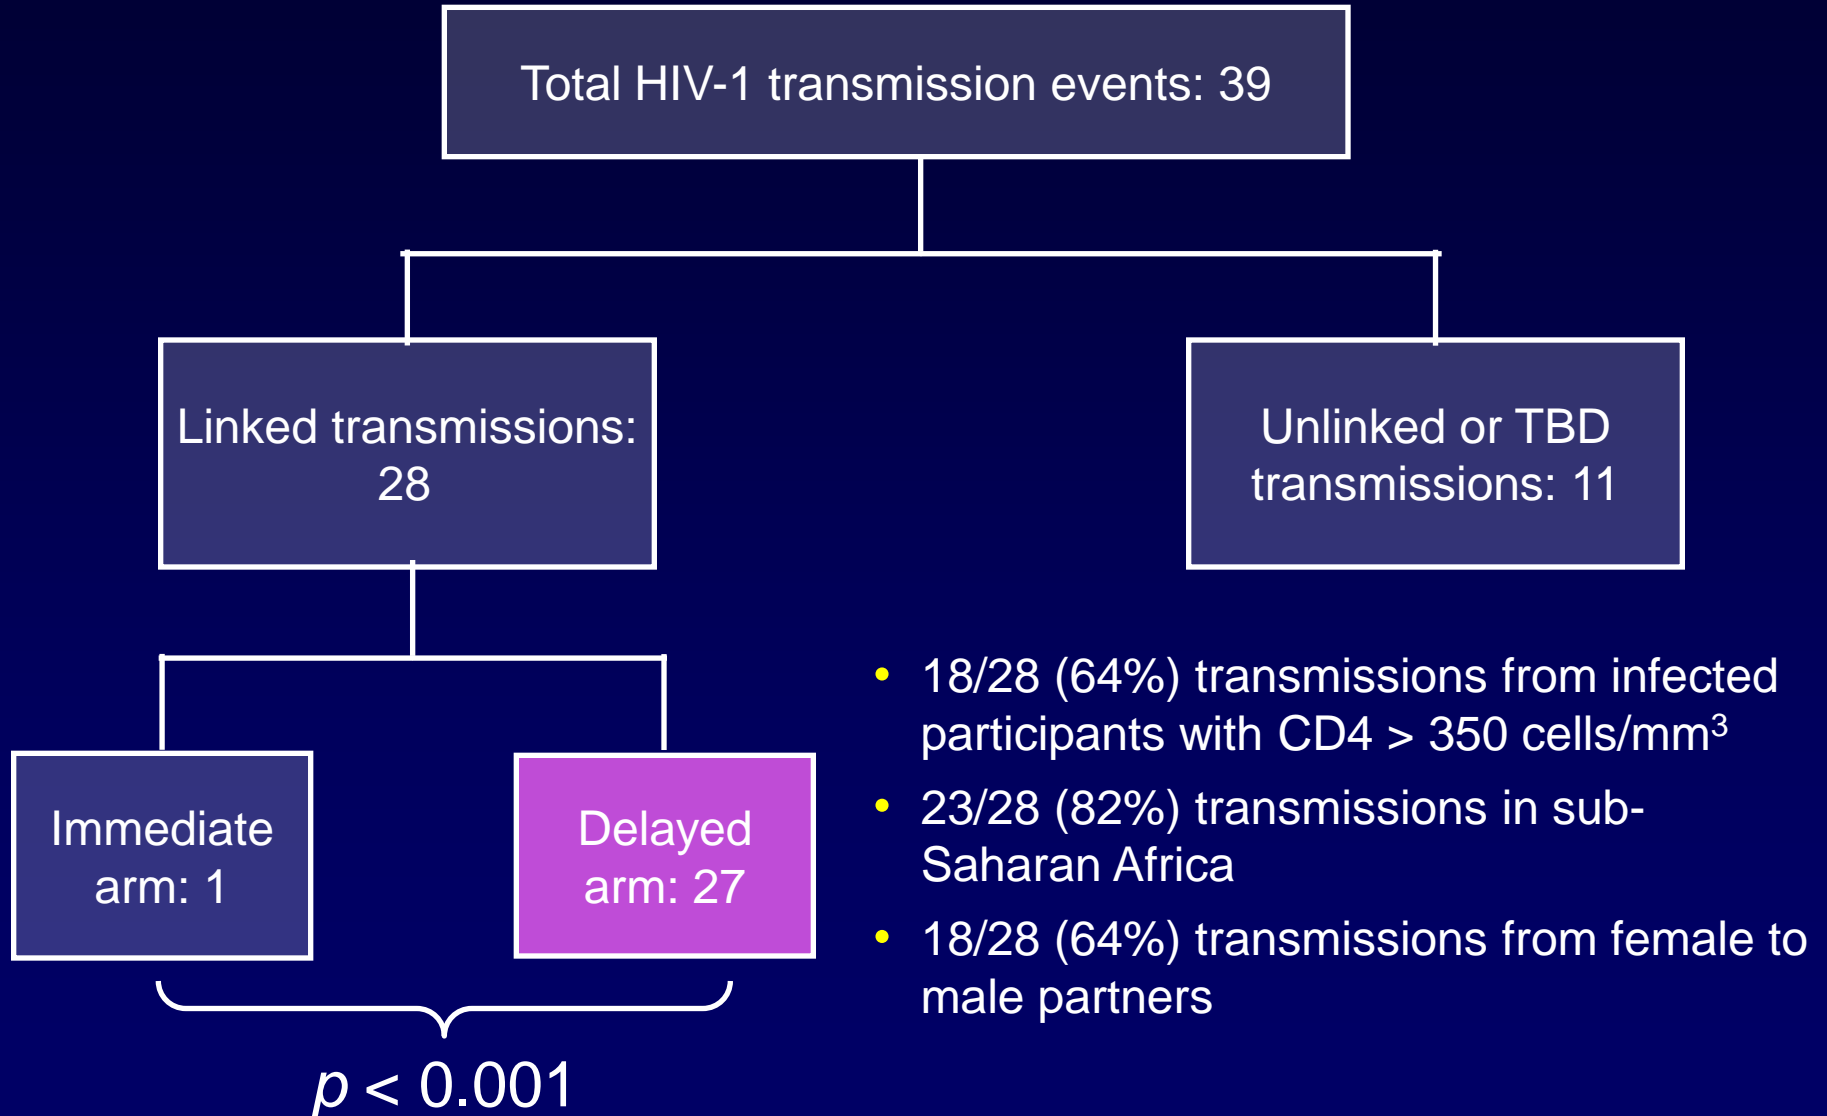 Total HIV-1 transmission events: 39
Linked transmissions:
28
Unlinked or TBD
transmissions: 11
Immediate
arm: 1
Delayed
arm: 27
p < 0.001
• 18/28 (64%) transmissions from infected
participants with CD4 > 350 cells/mm³
• 23/28 (82%) transmissions in sub-
Saharan Africa
• 18/28 (64%) transmissions from female to
male partners